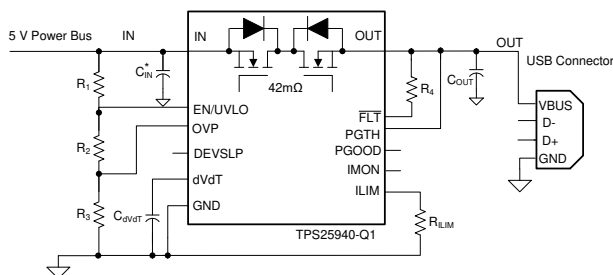 5 V Power Bus
IN
IN
OUT
OUT
USB Connector
C*IN
R1
42mΩ
R4
COUT
EN/UVLO
FLT
VBUS
OVP
PGTH
D-
R2
DEVSLP
PGOOD
D+
IMON
GND
dVdT
ILIM
R3
CdVdT
GND
RILIM
TPS25940-Q1